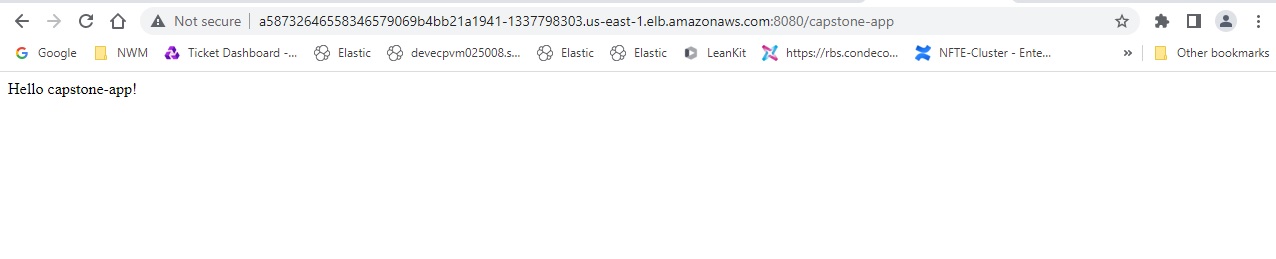 Not secure a58732646558346579069b4bb21a1941-1337798303.us-east-1.elb.amazonaws.com:8080/capstone-app
Google NWM Ticket Dashboard -... Elastic devecpvm025008.s... Elastic Elastic LeanKit https://rbs.condeco... NFTE-Cluster - Ente... » Other bookmarks
Hello capstone-app!